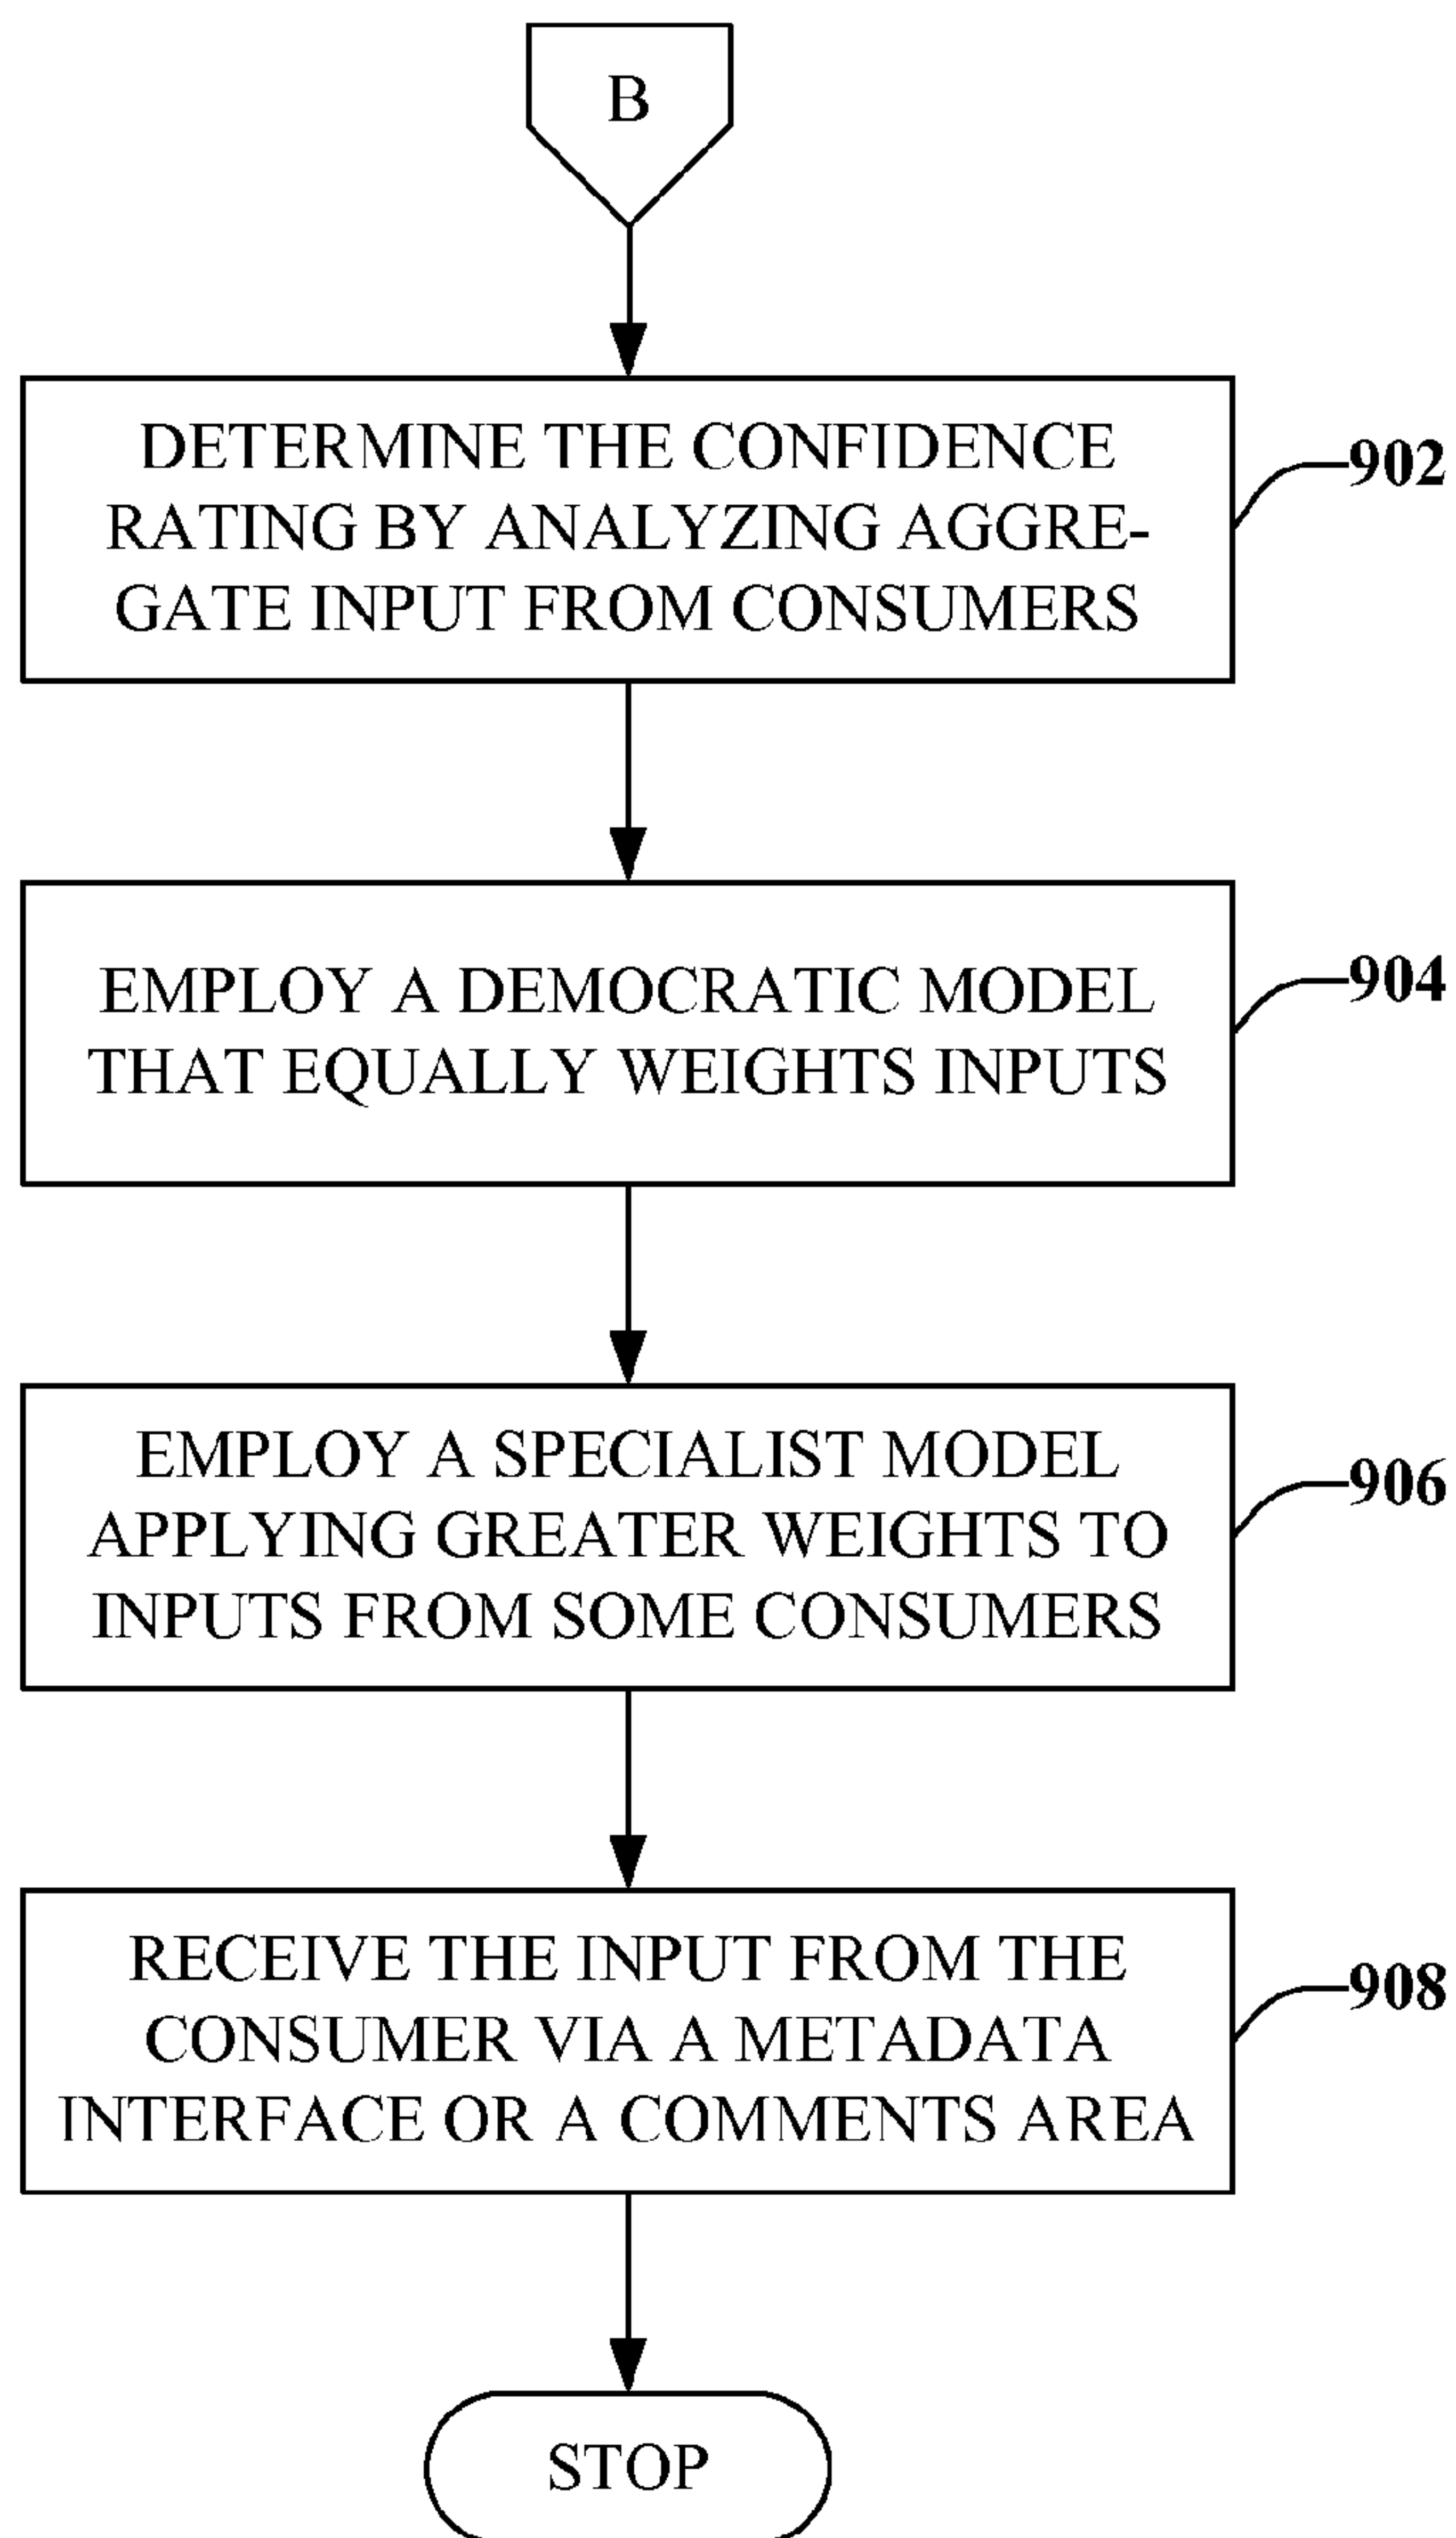 B
DETERMINE THE CONFIDENCE
RATING BY ANALYZING AGGRE-
GATE INPUT FROM CONSUMERS
902
EMPLOY A DEMOCRATIC MODEL
THAT EQUALLY WEIGHTS INPUTS
904
EMPLOY A SPECIALIST MODEL
APPLYING GREATER WEIGHTS TO
INPUTS FROM SOME CONSUMERS
906
RECEIVE THE INPUT FROM THE
CONSUMER VIA A METADATA
INTERFACE OR A COMMENTS AREA
908
STOP